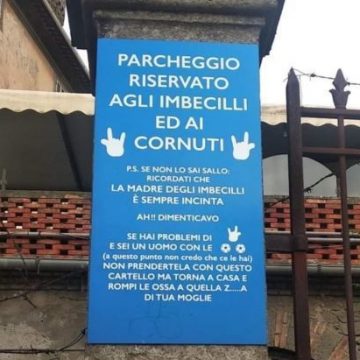 PARCHEGGIO
RISERVATO
AGLI IMBECILLI
ED AI
CORNUTI
P.S. SE NON LO SAI SALLO:
RICORDATI CHE
LA MADRE DEGLI IMBECILLI
È SEMPRE INCINTA
AH!! DIMENTICAVO
SE HAI PROBLEMI DI
E SEI UN UOMO CON LE
(a questo punto non credo che ce le hai)
NON PRENDERTELA CON QUESTO
CARTELLO MA TORNA A CASA E
ROMPI LE OSSA A QUELLA Z.....A
DI TUA MOGLIE